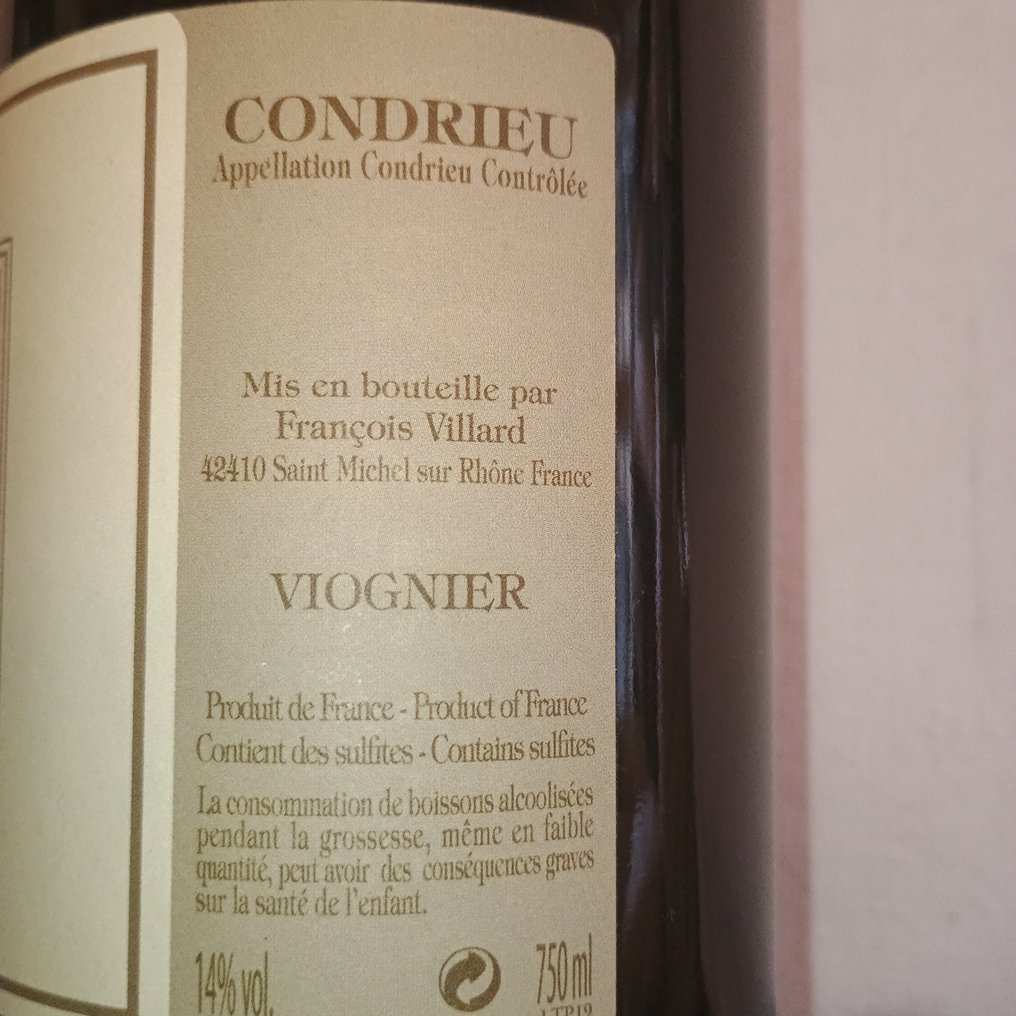 CONDRIEU
Appellation Condrieu Contrôlée
Mis en bouteille par
François Villard
42410 Saint Michel sur Rhône France
VIOGNIER
Produit de France - Product of France
Contient des sulfites - Contains sulfites
La consommation de boissons alcoolisées
pendant la grossesse, même en faible
quantité, peut avoir des conséquences graves
sur la santé de l'enfant.
14% vol. 750 ml